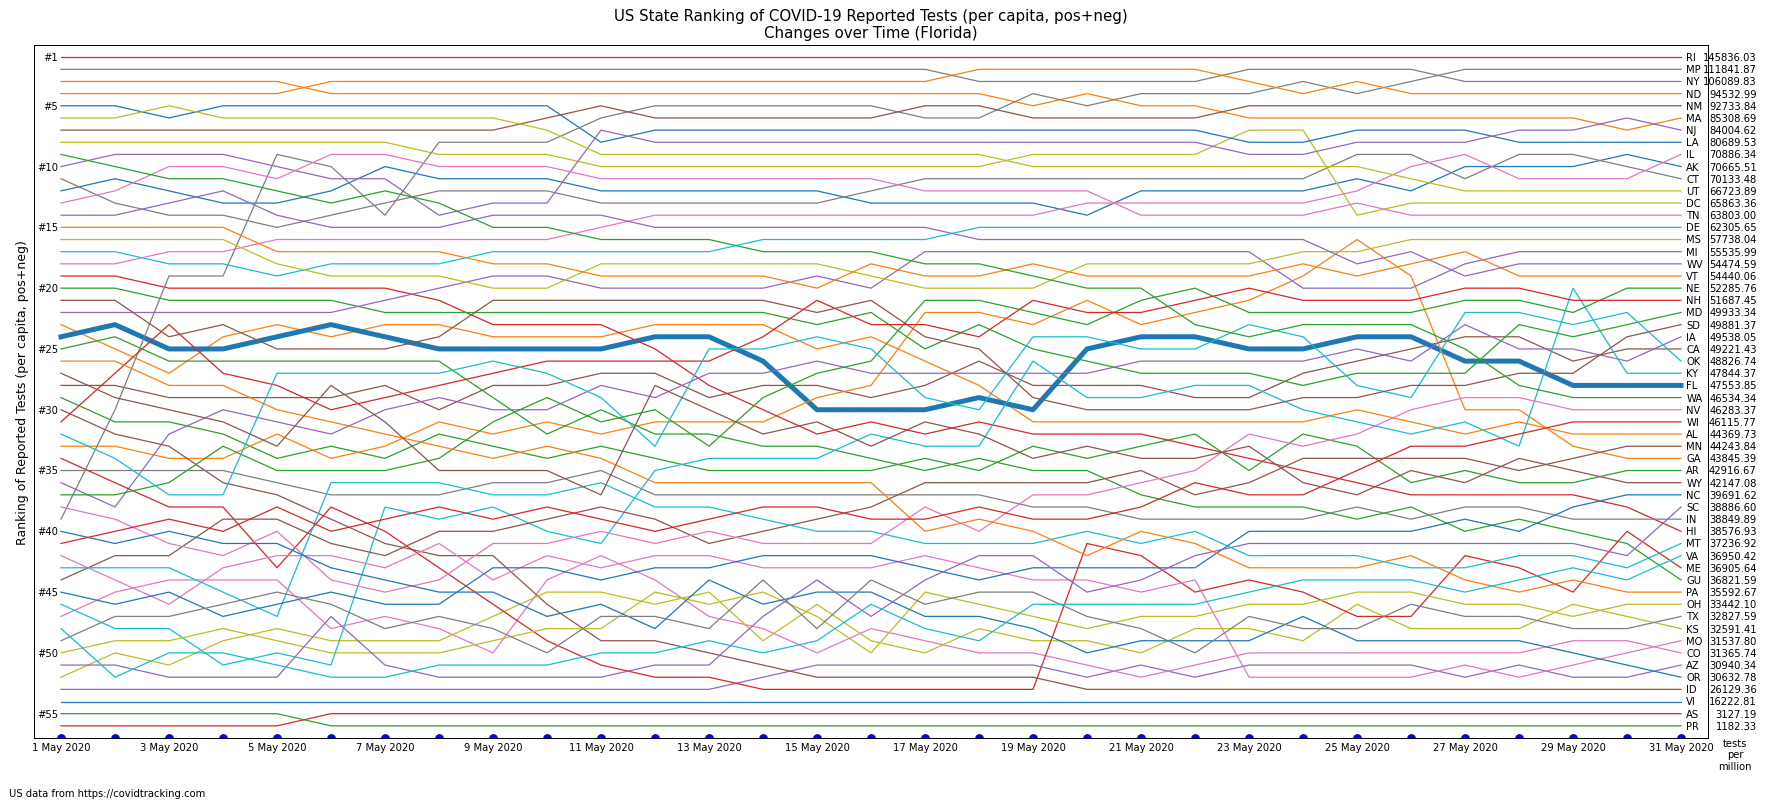 US State Ranking of COVID-19 Reported Tests (per capita, pos+neg)
Changes over Time (Florida)
Ranking of Reported Tests (per capita, pos+neg)
#1
#5
#10
#15
#20
#25
#30
#35
#40
#45
#50
#55
RI 145836.03
MP 111841.87
NY 106089.83
ND 94532.99
NM 92733.84
MA 85308.69
NJ 84004.62
LA 80689.53
IL 70886.34
AK 70665.51
CT 70133.48
UT 66723.89
DC 65863.36
TN 63803.00
DE 62305.65
MS 57738.04
MI 55535.99
WV 54474.59
VT 54440.06
NE 52285.76
NH 51687.45
MD 49933.34
SD 49881.37
IA 49538.05
CA 49221.43
OK 48826.74
KY 47844.37
FL 47553.85
WA 46534.34
NV 46283.37
WI 46115.77
AL 44369.73
MN 44243.84
GA 43845.39
AR 42916.67
WY 42147.08
NC 39691.62
SC 38886.60
IN 38849.89
HI 38576.93
MT 37236.92
VA 36950.42
ME 36905.64
GU 36821.59
PA 35592.67
OH 33442.10
TX 32827.59
KS 32591.41
MO 31537.80
CO 31365.74
AZ 30940.34
OR 30632.78
ID 26129.36
VI 16222.81
AS 3127.19
PR 1182.33
1 May 2020 3 May 2020 5 May 2020 7 May 2020 9 May 2020 11 May 2020 13 May 2020 15 May 2020 17 May 2020 19 May 2020 21 May 2020 23 May 2020 25 May 2020 27 May 2020 29 May 2020 31 May 2020
tests
per
million
US data from https://covidtracking.com